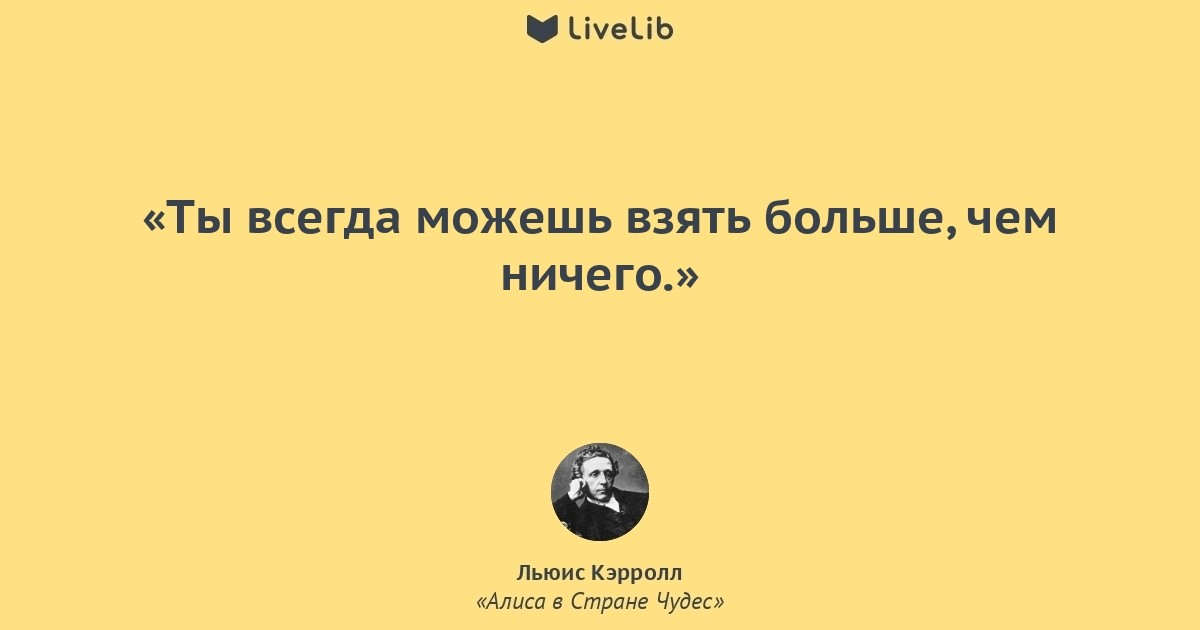 LiveLib
«Ты всегда можешь взять больше, чем
ничего.»
Льюис Кэрролл
«Алиса в Стране Чудес»